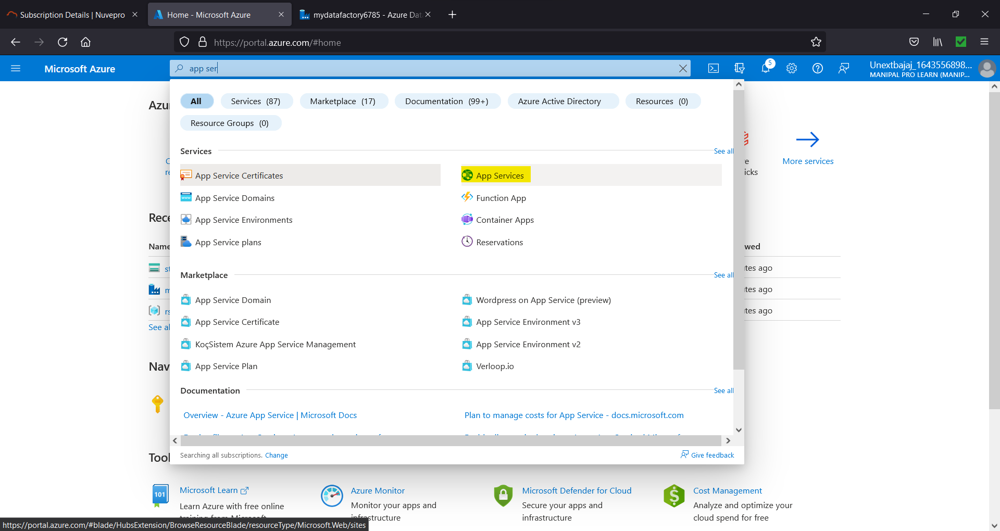 Subscription Details | Nuvepro
Home - Microsoft Azure
mydatafactory6785 - Azure Dat
https://portal.azure.com/#home
Microsoft Azure
app ser
5
Unextbajaj_1643556898...
MANIPAL PRO LEARN (MANIP...
All
Services (87)
Marketplace (17)
Documentation (99+)
Azure Active Directory
Resources (0)
Resource Groups (0)
Azu
More services
icks
Services
See all
App Service Certificates
App Services
App Service Domains
Function App
App Service Environments
Container Apps
App Service plans
Reservations
Rece
Name
wed
tes ago
tes ago
tes ago
See al
Marketplace
See all
App Service Domain
Wordpress on App Service (preview)
App Service Certificate
App Service Environment v3
KoçSistem Azure App Service Management
App Service Environment v2
App Service Plan
Verloop.io
Nav
Documentation
See all
Overview - Azure App Service | Microsoft Docs
Plan to manage costs for App Service - docs.microsoft.com
Searching all subscriptions. Change
Give feedback
Tool
101
Microsoft Learn
Learn Azure with free online
training from Microsoft
Azure Monitor
Monitor your apps and
infrastructure
Microsoft Defender for Cloud
Secure your apps and
infrastructure
Cost Management
Analyze and optimize your
cloud spend for free
https://portal.azure.com/#blade/HubsExtension/BrowseResourceBlade/resourceType/Microsoft.Web/sites